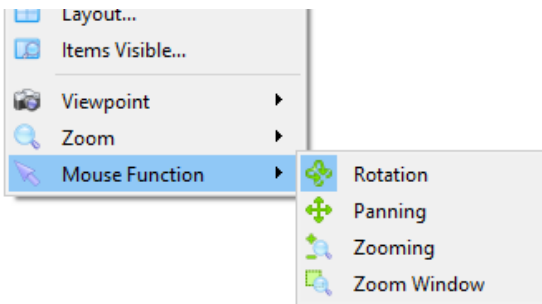 Layout...
Items Visible...
Viewpoint
Zoom
Mouse Function
Rotation
Panning
Zooming
Zoom Window